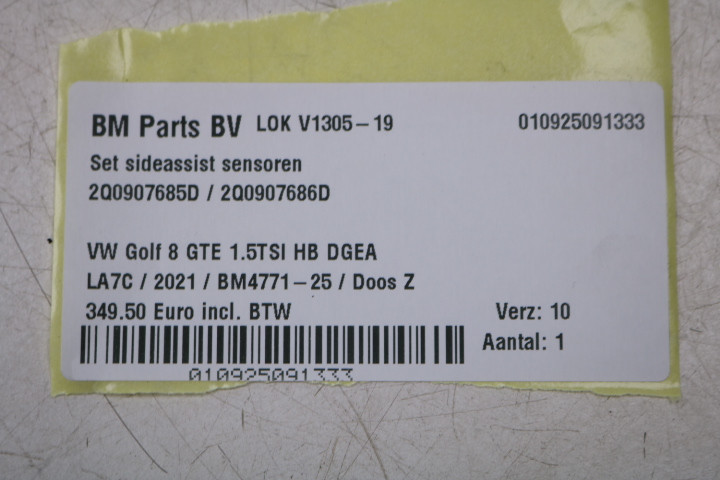 BM Parts BV LOK V1305-19 010925091333
Set sideassist sensoren
2Q0907685D / 2Q0907686D
VW Golf 8 GTE 1.5TSI HB DGEA
LA7C / 2021 / BM4771-25 / Doos Z
349.50 Euro incl. BTW Verz: 10
Aantal: 1
010925091333